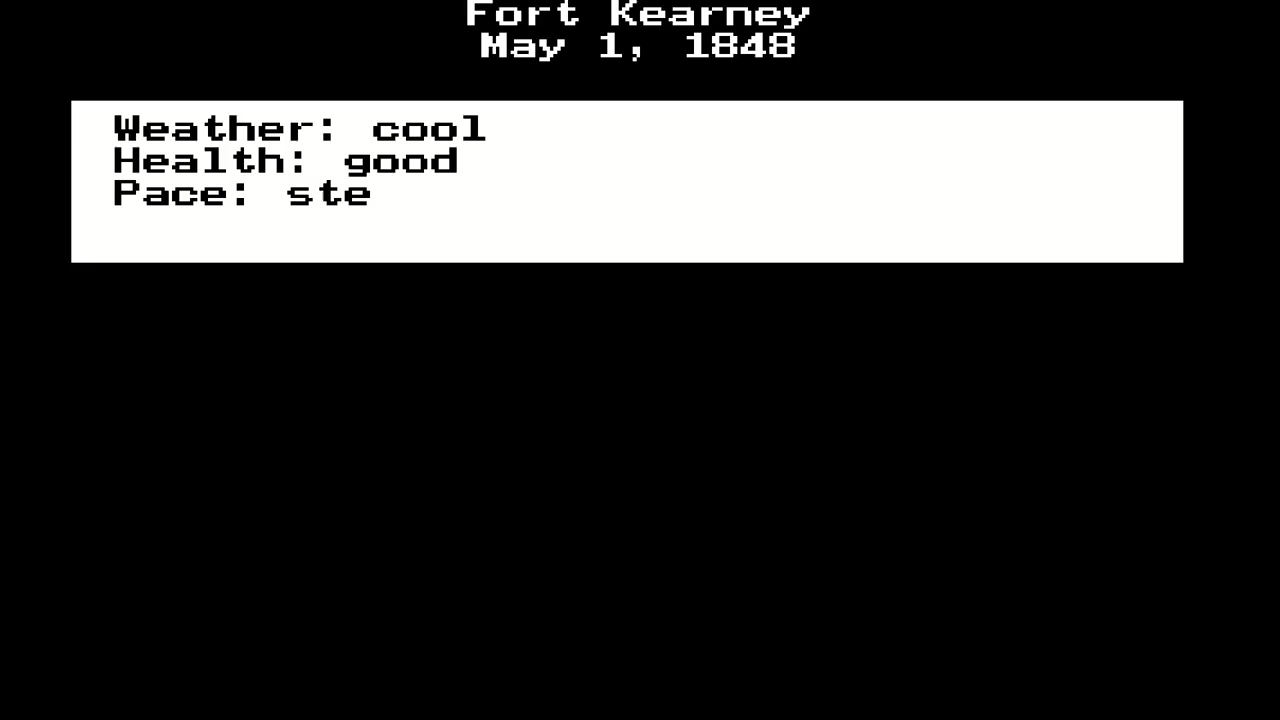 Fort Kearney
May 1, 1848
Weather: cool
Health: good
Pace: ste